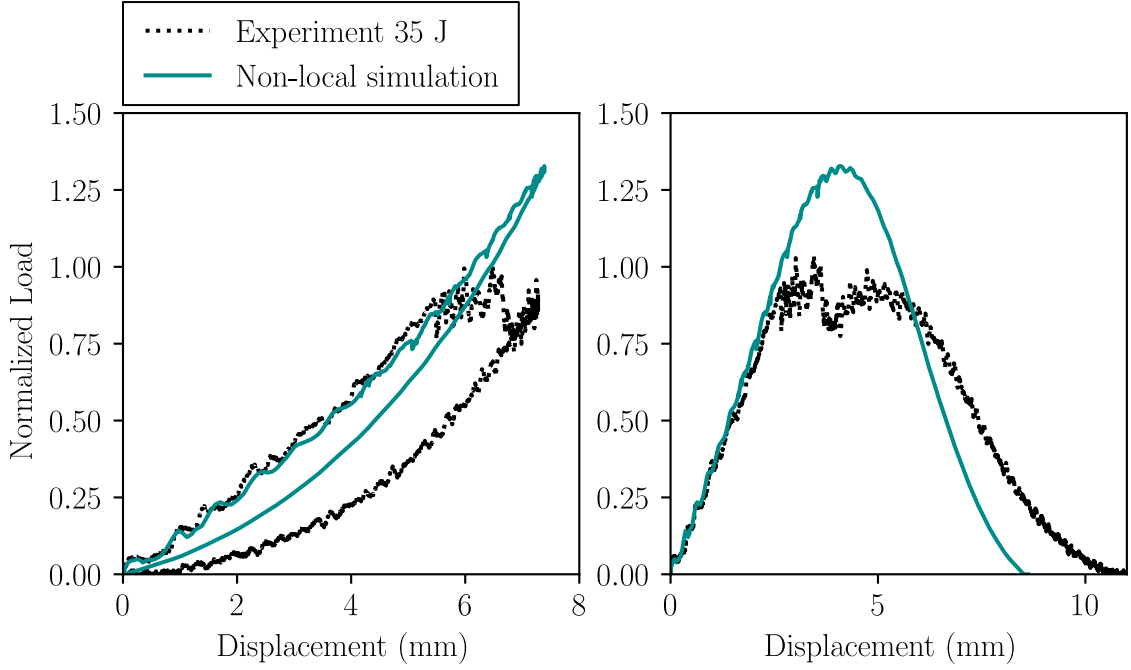 Experiment 35 J
Non-local simulation
1.50
1.25
1.00
0.75
0.50
0.25
0.00
Normalized Load
0 2 4 6 8
Displacement (mm)
1.50
1.25
1.00
0.75
0.50
0.25
0.00
0 5 10
Displacement (mm)